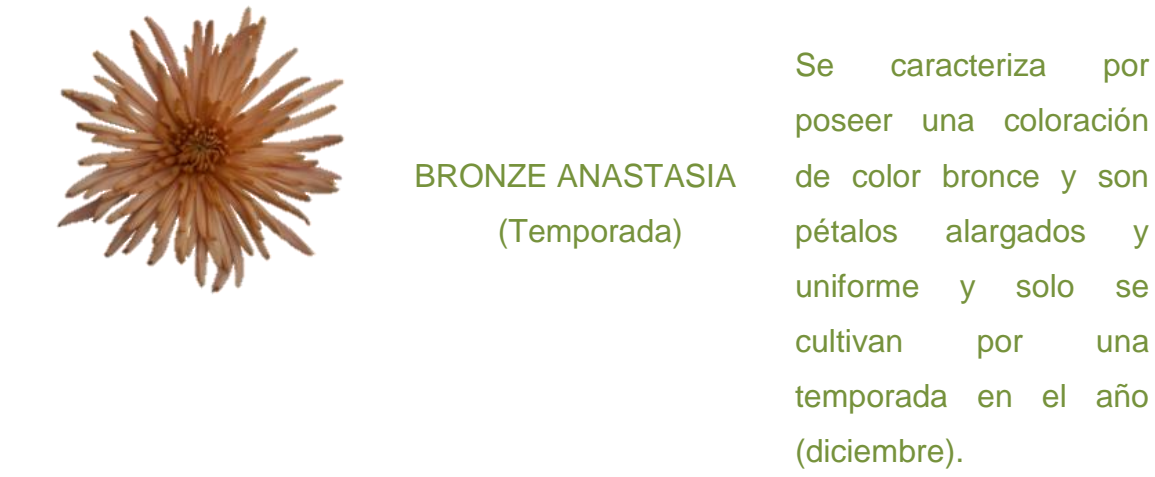 BRONZE ANASTASIA
(Temporada)
Se caracteriza por
poseer una coloración
de color bronce y son
pétalos alargados y
uniforme y solo se
cultivan por una
temporada en el año
(diciembre).